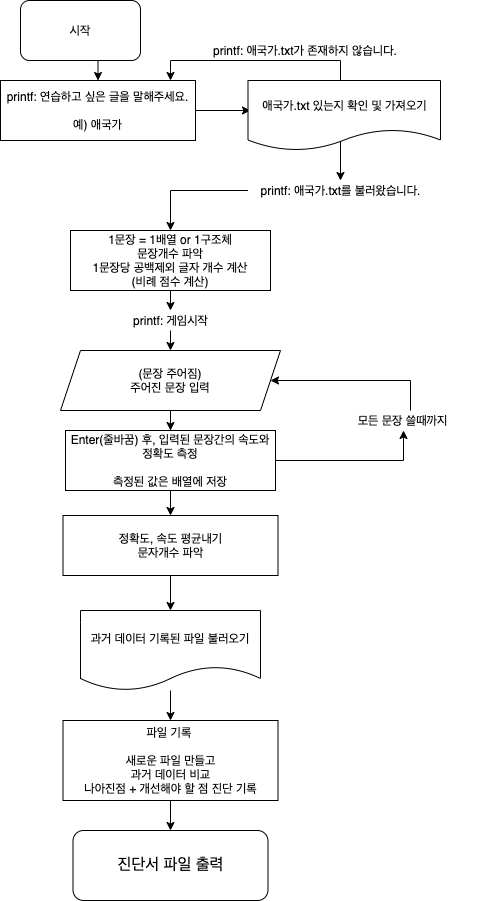 시작
printf: 애국가.txt가 존재하지 않습니다.
printf: 연습하고 싶은 글을 말해주세요.
예) 애국가
애국가.txt 있는지 확인 및 가져오기
printf: 애국가.txt를 불러왔습니다.
1문장 = 1배열 or 1구조체
문장개수 파악
1문장당 공백제외 글자 개수 계산
(비례 점수 계산)
printf: 게임시작
(문장 주어짐)
주어진 문장 입력
모든 문장 쓸때까지
Enter(줄바꿈) 후, 입력된 문장간의 속도와
정확도 측정
측정된 값은 배열에 저장
정확도, 속도 평균내기
문자개수 파악
과거 데이터 기록된 파일 불러오기
파일 기록
새로운 파일 만들고
과거 데이터 비교
나아진점 + 개선해야 할 점 진단 기록
진단서 파일 출력